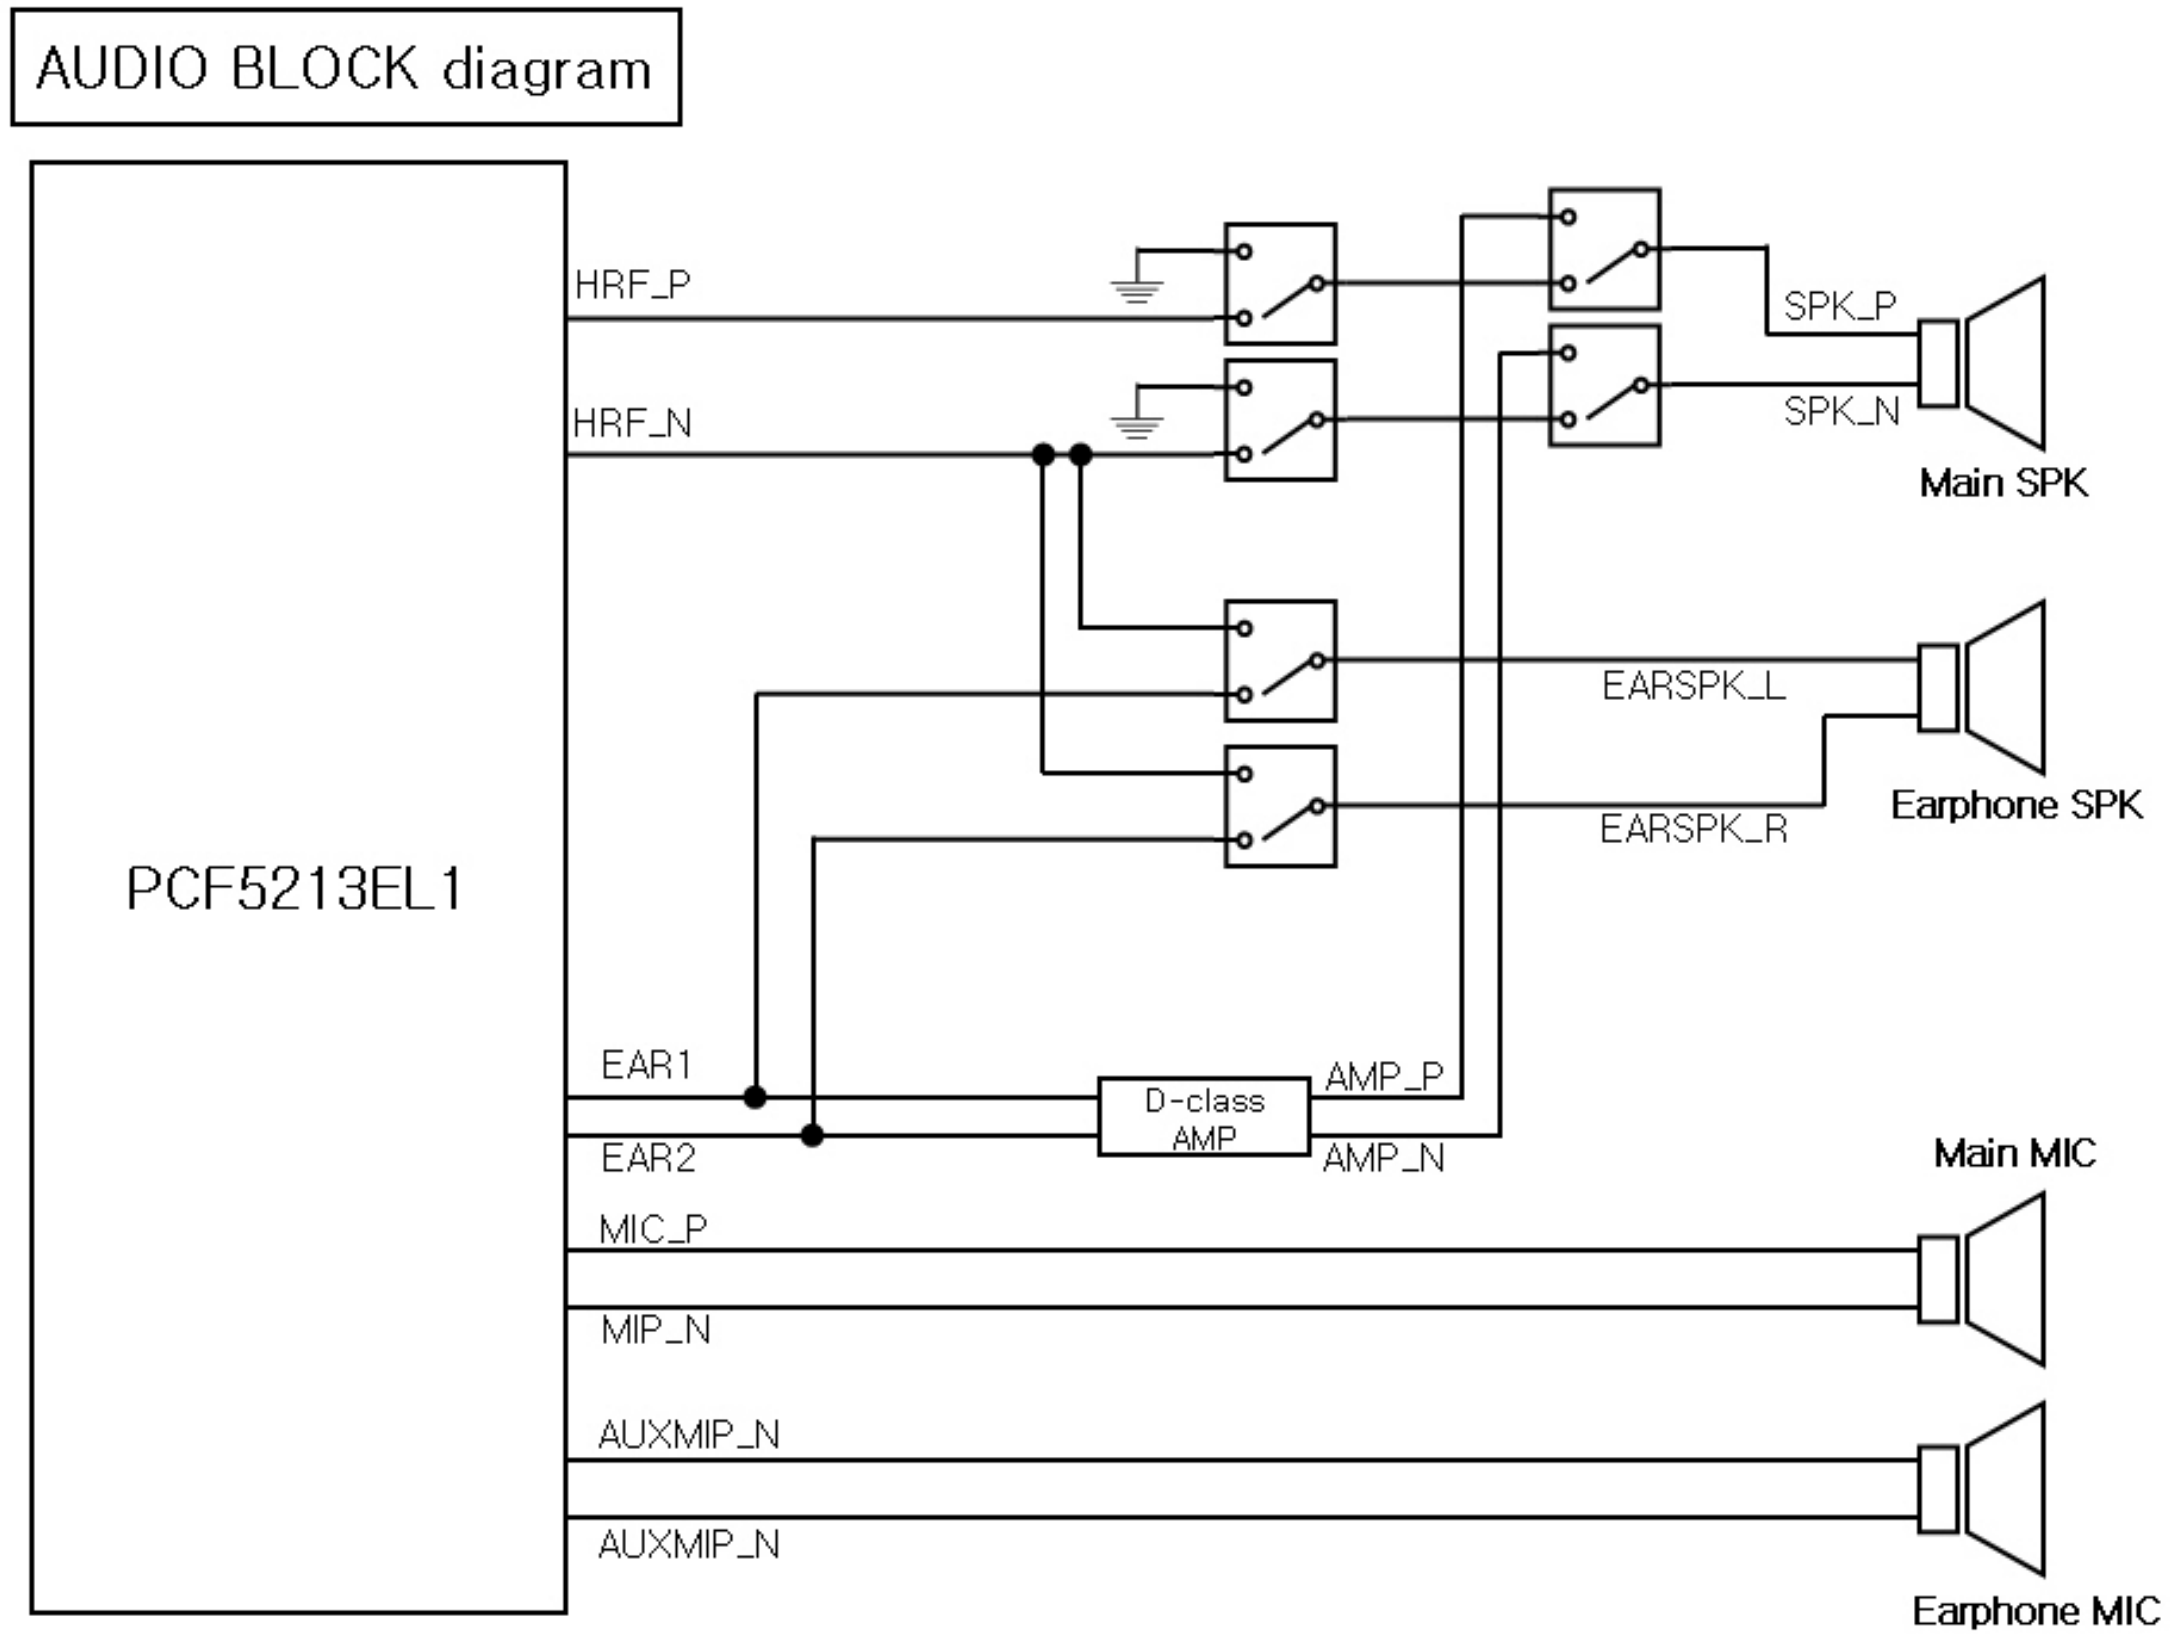 AUDIO BLOCK diagram
HRF_P
SPK_P
HRF_N
SPK_N
Main SPK
EARSPK_L
Earphone SPK
EARSPK_R
PCF5213EL1
EAR1
AMP_P
D-class
AMP
EAR2
AMP_N
Main MIC
MIC_P
MIP_N
AUXMIP_N
AUXMIP_N
Earphone MIC